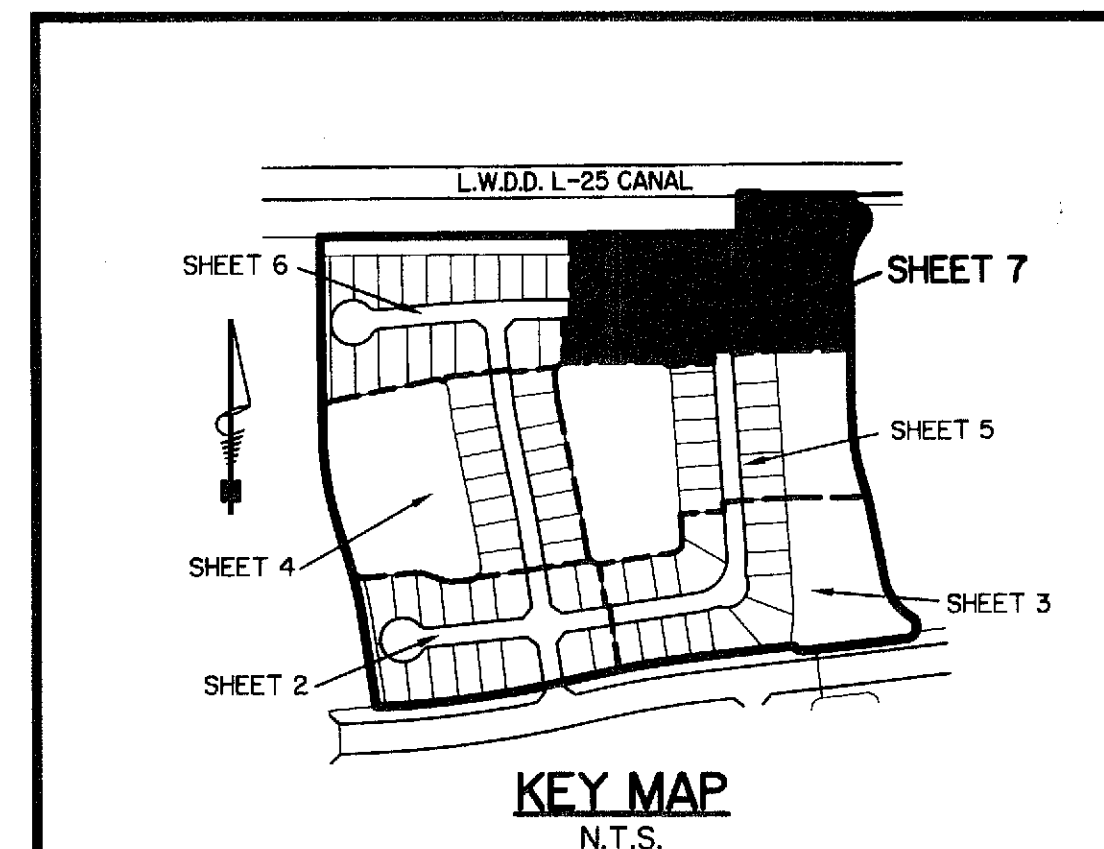 L.W.D.D. L-25 CANAL
SHEET 6
SHEET 7
SHEET 5
SHEET 4
SHEET 3
SHEET 2
KEY MAP
N.T.S.